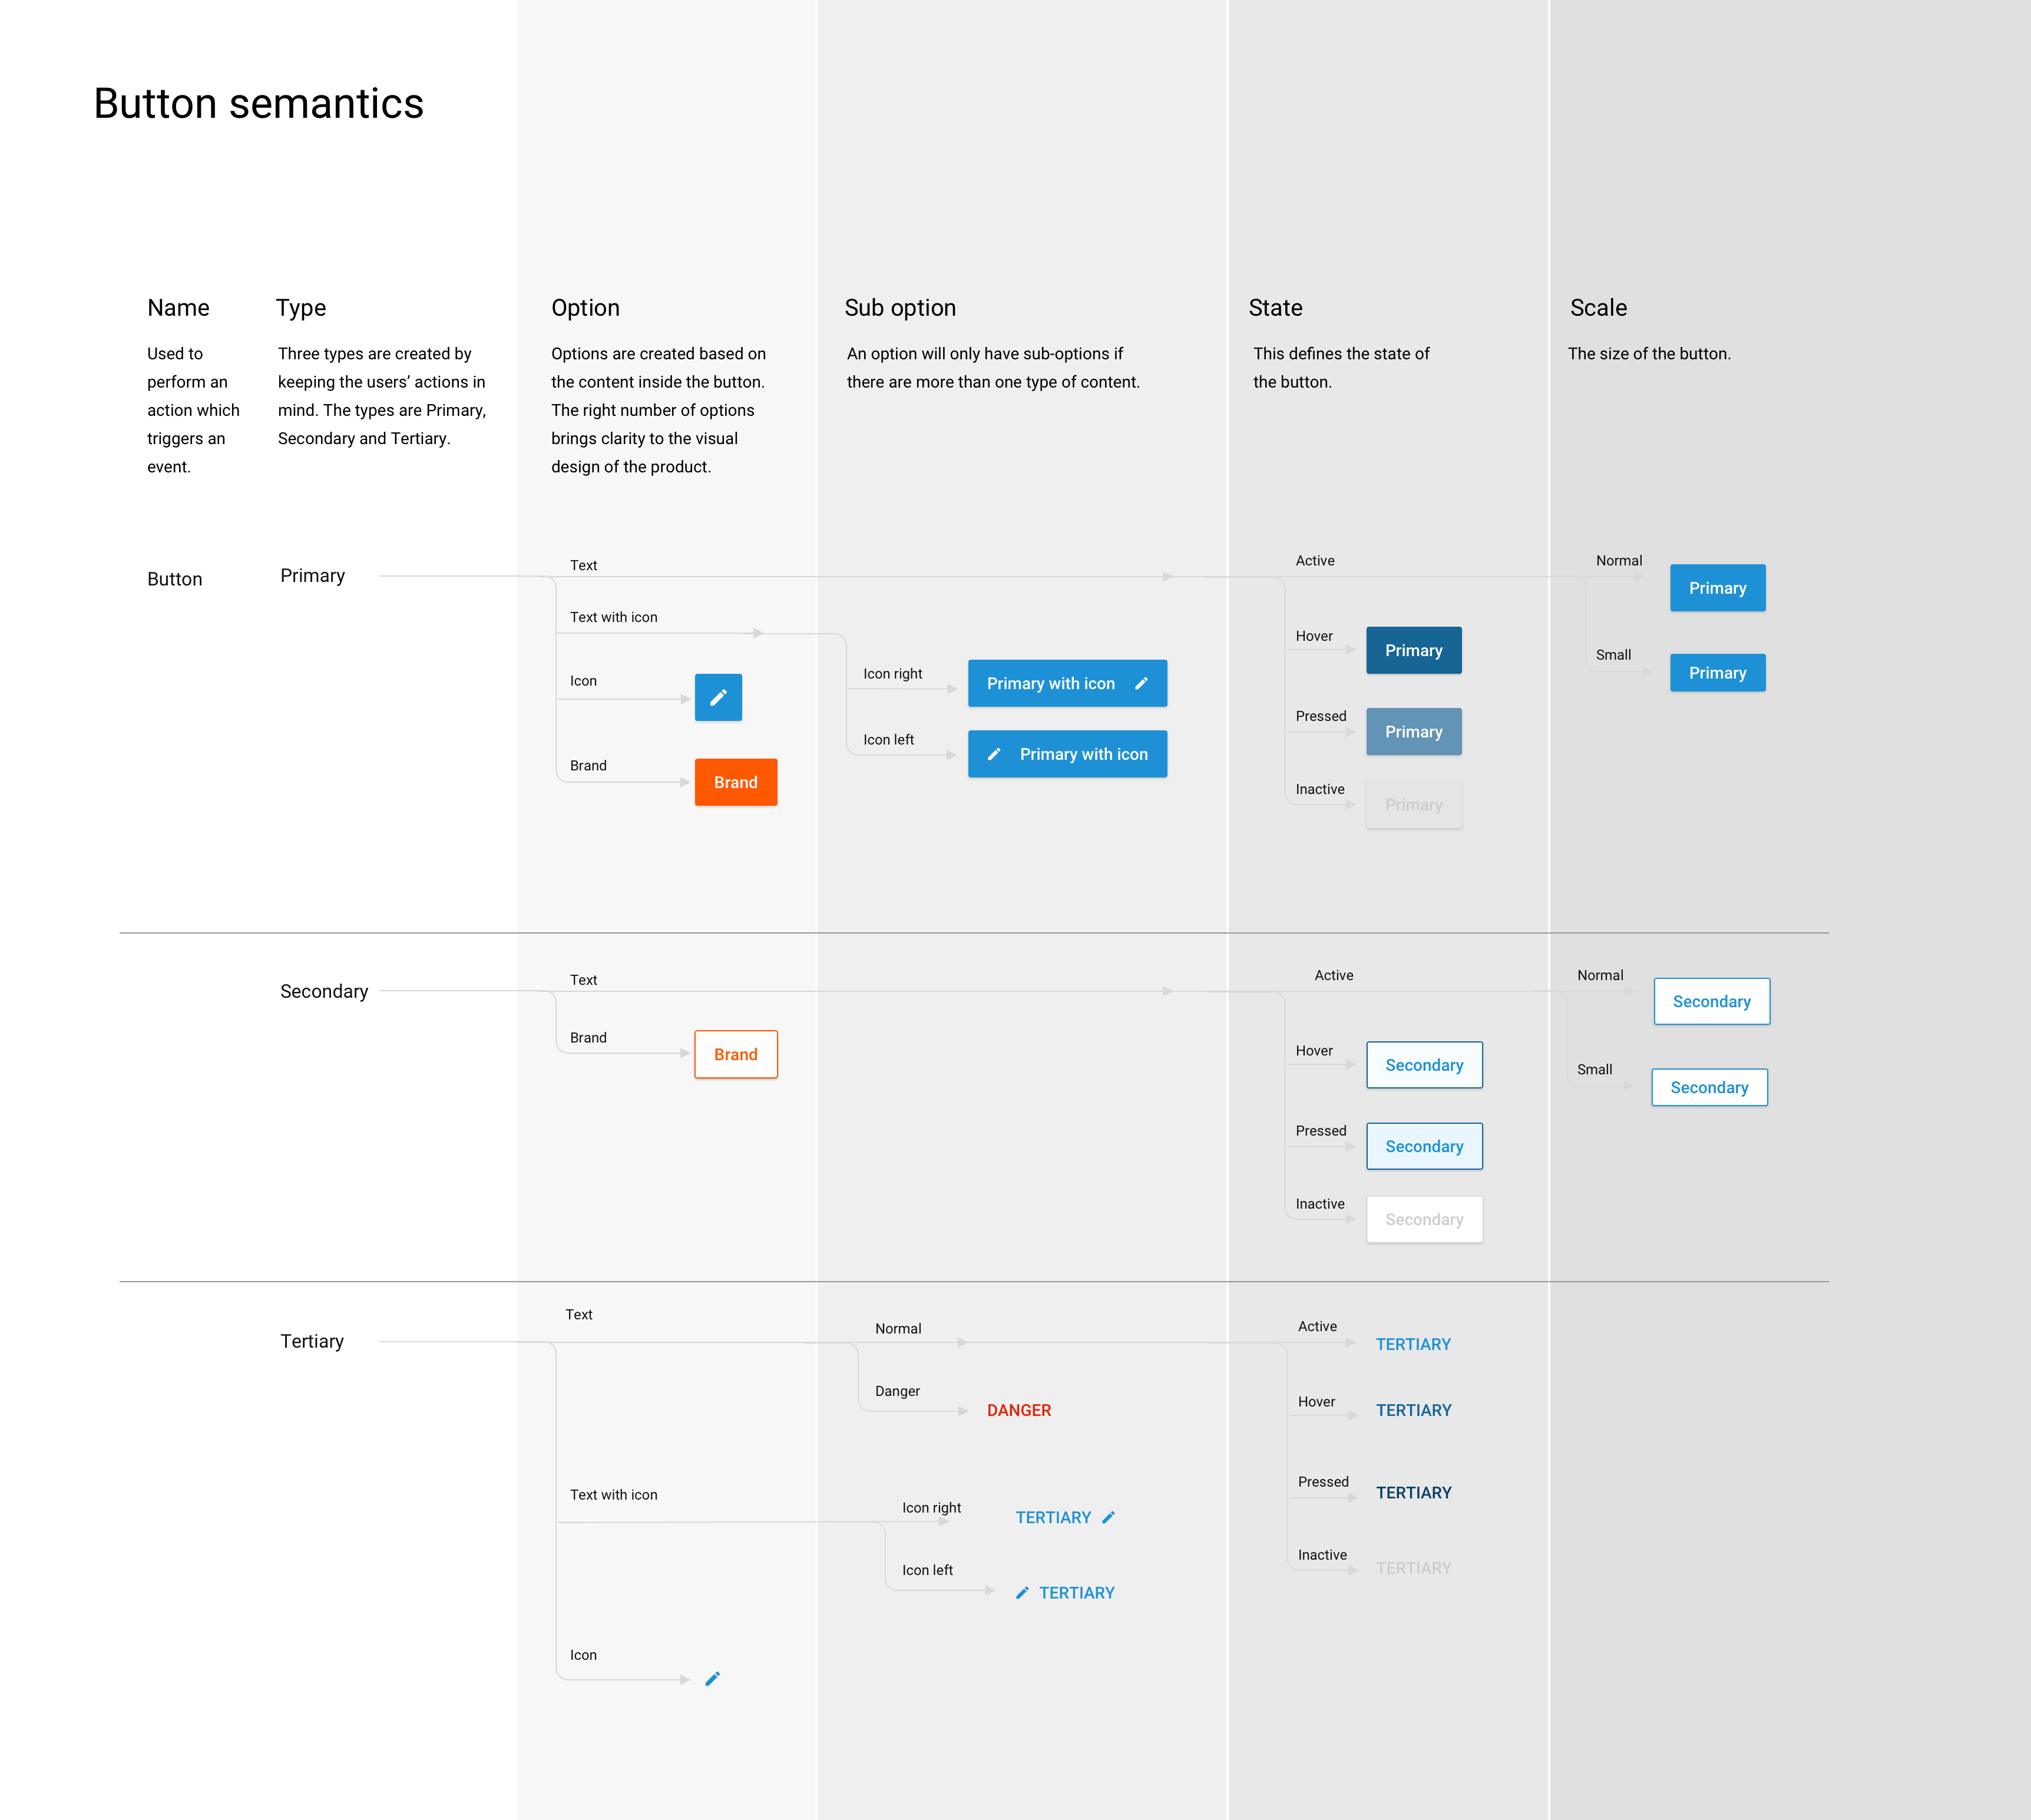 Button semantics
Name
Used to
perform an
action which
triggers an
event.
Type
Three types are created by
keeping the users’ actions in
mind. The types are Primary,
Secondary and Tertiary.
Option
Options are created based on
the content inside the button.
The right number of options
brings clarity to the visual
design of the product.
Sub option
An option will only have sub-options if
there are more than one type of content.
State
This defines the state of
the button.
Scale
The size of the button.
Button
Primary
Text
Text with icon
Icon
Brand
Brand
Icon right
Primary with icon
Icon left
Primary with icon
Active
Hover
Primary
Pressed
Primary
Inactive
Primary
Normal
Primary
Small
Primary
Secondary
Text
Brand
Brand
Active
Hover
Secondary
Pressed
Secondary
Inactive
Secondary
Normal
Secondary
Small
Secondary
Tertiary
Text
Normal
Danger
DANGER
Text with icon
Icon right
TERTIARY
Icon left
TERTIARY
Icon
Active
TERTIARY
Hover
TERTIARY
Pressed
TERTIARY
Inactive
TERTIARY